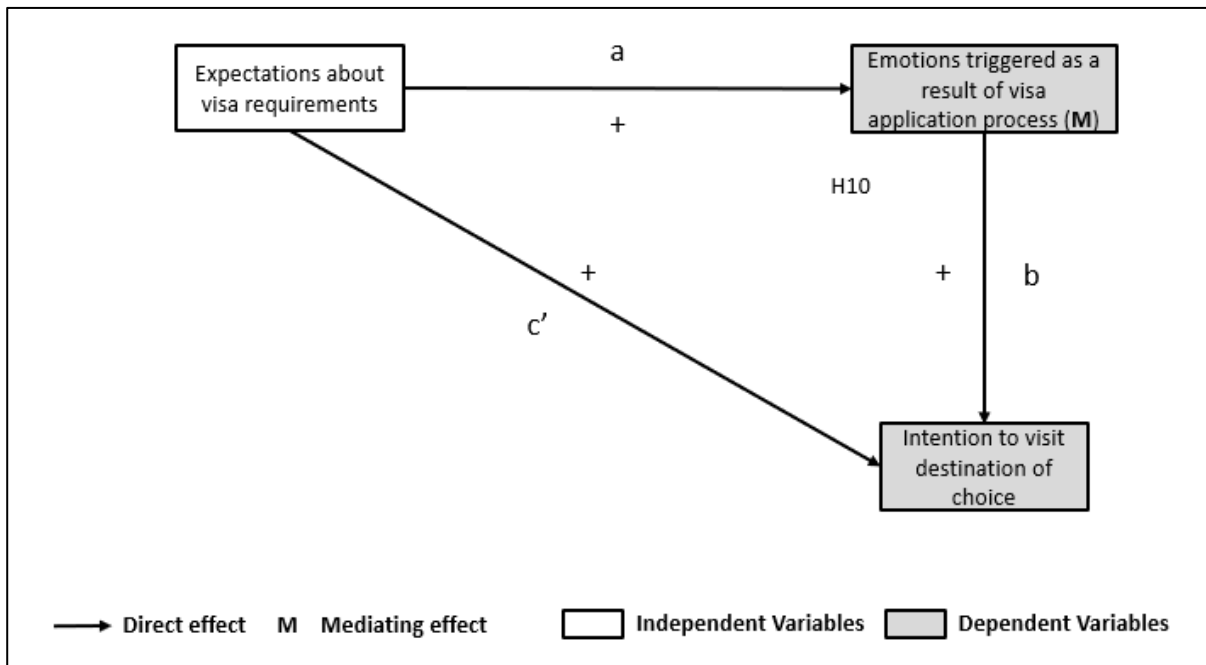 a
Expectations about
visa requirements
Emotions triggered as a
result of visa
application process (M)
+
H10
+
+
b
c’
Intention to visit
destination of
choice
Direct effect M Mediating effect Independent Variables Dependent Variables